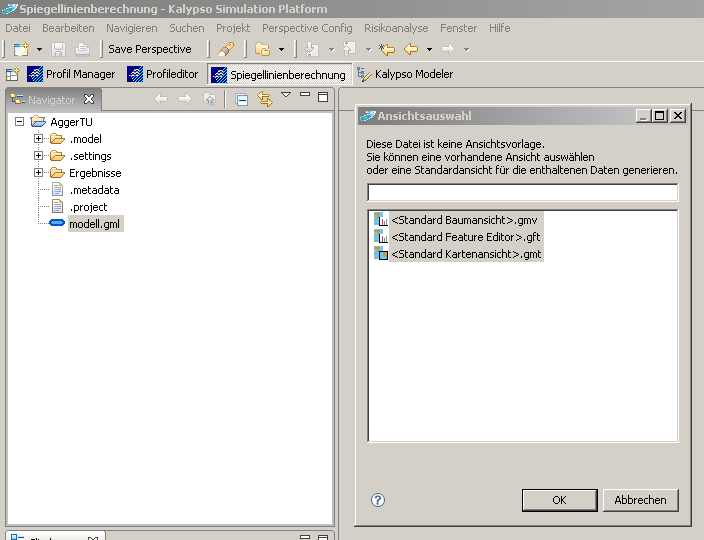 Spiegellinienberechnung - Kalypso Simulation Platform
Datei Bearbeiten Navigieren Suchen Projekt Perspective Config Risikoanalyse Fenster Hilfe
Save Perspective
Profil Manager Profileditor Spiegellinienberechnung Kalypso Modeler
Navigator
AggerTU
.model
.settings
Ergebnisse
.metadata
.project
modell.gml
Ansichtsauswahl
Diese Datei ist keine Ansichtsvorlage.
Sie können eine vorhandene Ansicht auswählen
oder eine Standardansicht für die enthaltenen Daten generieren.
<Standard Baumansicht>.gmv
<Standard Feature Editor>.gft
<Standard Kartenansicht>.gmt
OK Abbrechen